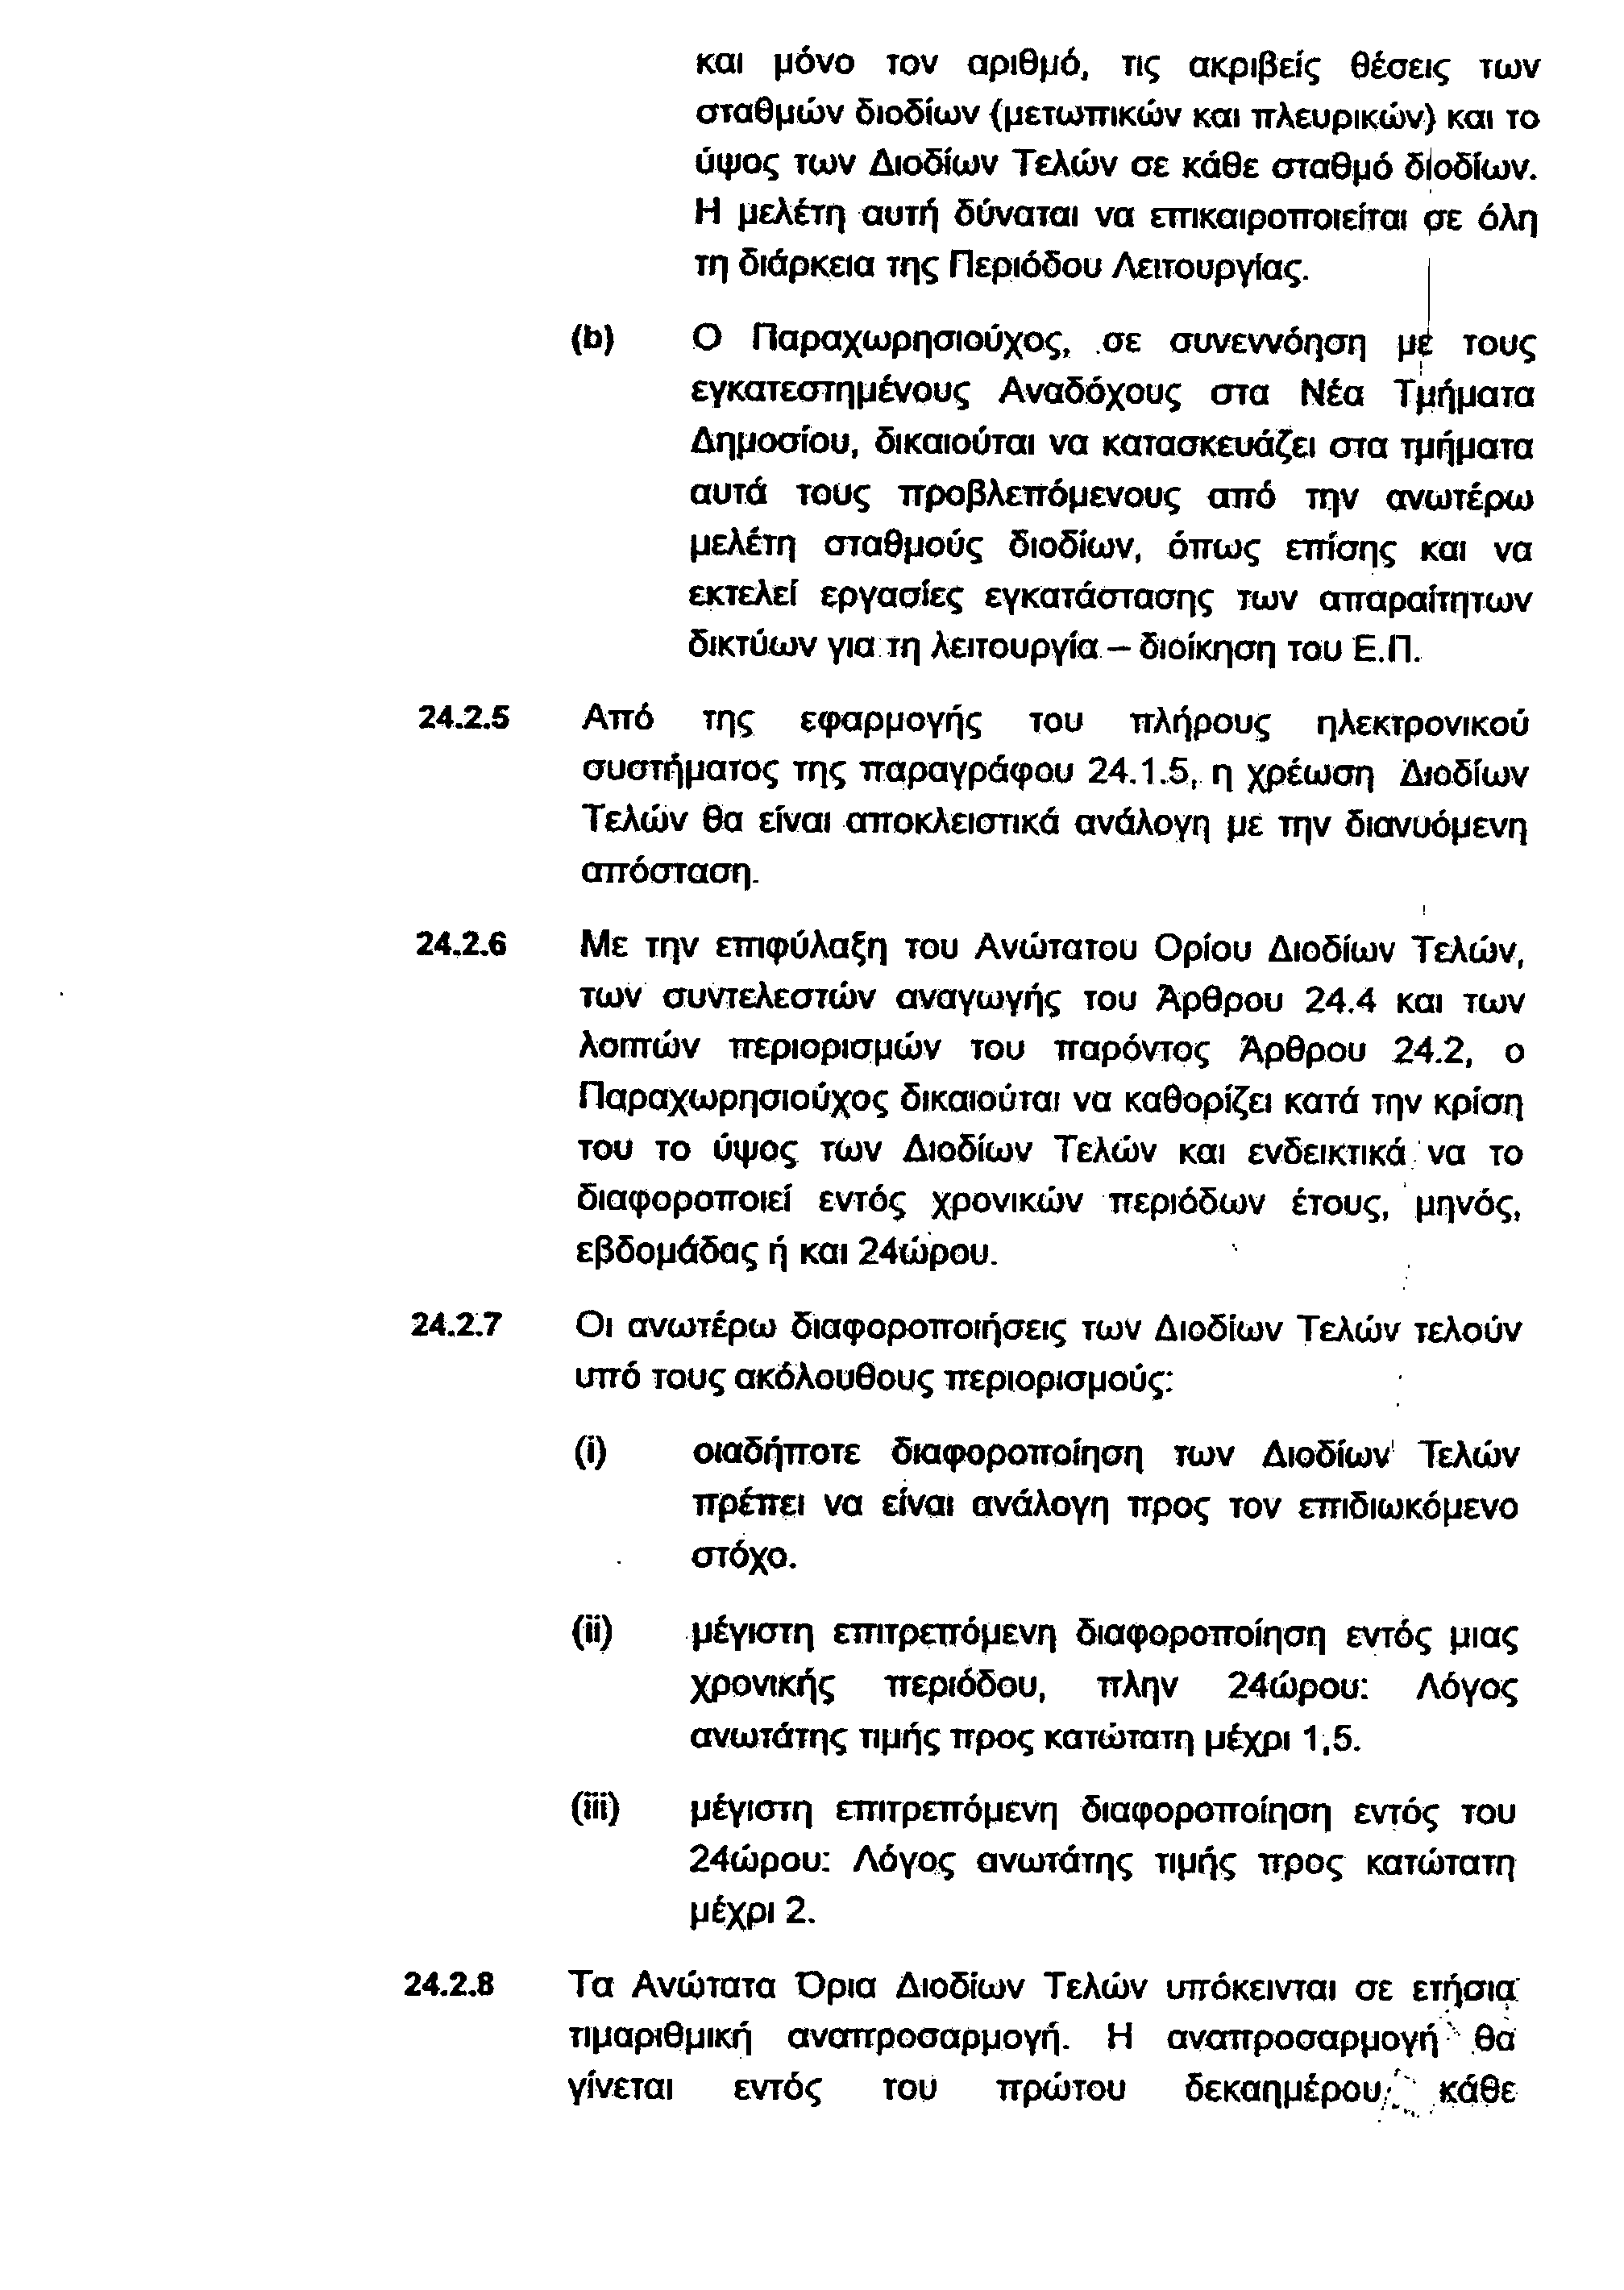 και μόνο τον αριθμό, τις ακριβείς θέσεις των
σταθμών διοδίων (μετωπικών και πλευρικών) και το
ύψος των Διοδίων Τελών σε κάθε σταθμό διοδίων.
Η μελέτη αυτή δύναται να επικαιροποιείται σε όλη
τη διάρκεια της Περιόδου Λειτουργίας.
(b) Ο Παραχωρησιούχος, σε συνεννόηση με τους
εγκατεστημένους Αναδόχους στα Νέα Τμήματα
Δημοσίου, δικαιούται να κατασκευάζει στα τμήματα
αυτά τους προβλεπόμενους από την ανωτέρω
μελέτη σταθμούς διοδίων, όπως επίσης και να
εκτελεί εργασίες εγκατάστασης των απαραίτητων
δικτύων για τη λειτουργία – διοίκηση του Ε.Π.
24.2.5 Από της εφαρμογής του πλήρους ηλεκτρονικού
συστήματος της παραγράφου 24.1.5, η χρέωση Διοδίων
Τελών θα είναι αποκλειστικά ανάλογη με την διανυόμενη
απόσταση.
24.2.6 Με την επιφύλαξη του Ανώτατου Ορίου Διοδίων Τελών,
των συντελεστών αναγωγής του Άρθρου 24.4 και των
λοιπών περιορισμών του παρόντος Άρθρου 24.2, ο
Παραχωρησιούχος δικαιούται να καθορίζει κατά την κρίση
του το ύψος των Διοδίων Τελών και ενδεικτικά να το
διαφοροποιεί εντός χρονικών περιόδων έτους, μηνός,
εβδομάδας ή και 24ώρου.
24.2.7 Οι ανωτέρω διαφοροποιήσεις των Διοδίων Τελών τελούν
υπό τους ακόλουθους περιορισμούς:
(i) οιαδήποτε διαφοροποίηση των Διοδίων Τελών
πρέπει να είναι ανάλογη προς τον επιδιωκόμενο
στόχο.
(ii) μέγιστη επιτρεπόμενη διαφοροποίηση εντός μιας
χρονικής περιόδου, πλην 24ώρου: Λόγος
ανωτάτης τιμής προς κατώτατη μέχρι 1,5.
(iii) μέγιστη επιτρεπόμενη διαφοροποίηση εντός του
24ώρου: Λόγος ανωτάτης τιμής προς κατώτατη
μέχρι 2.
24.2.8 Τα Ανώτατα Όρια Διοδίων Τελών υπόκεινται σε ετήσια
τιμαριθμική αναπροσαρμογή. Η αναπροσαρμογή θα
γίνεται εντός του πρώτου δεκαημέρου κάθε